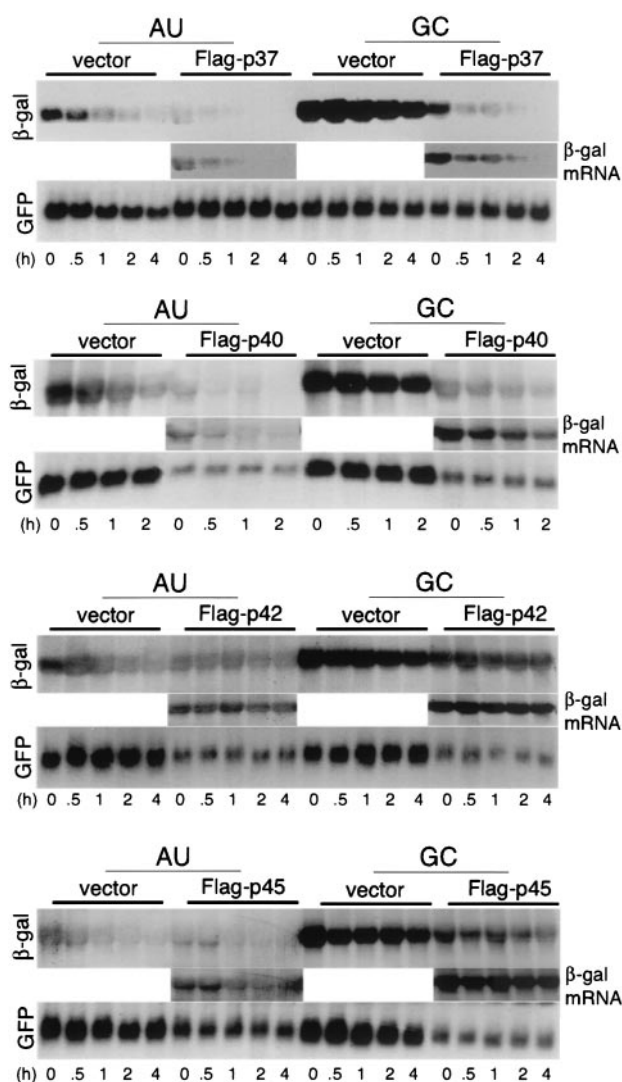 AU GC
vector Flag-p37 vector Flag-p37
β-gal
β-gal
mRNA
GFP
(h) 0 .5 1 2 4 0 .5 1 2 4 0 .5 1 2 4 0 .5 1 2 4
AU GC
vector Flag-p40 vector Flag-p40
β-gal
β-gal
mRNA
GFP
(h) 0 .5 1 2 0 .5 1 2 0 .5 1 2 0 .5 1 2
AU GC
vector Flag-p42 vector Flag-p42
β-gal
β-gal
mRNA
GFP
(h) 0 .5 1 2 4 0 .5 1 2 4 0 .5 1 2 4 0 .5 1 2 4
AU GC
vector Flag-p45 vector Flag-p45
β-gal
β-gal
mRNA
GFP
(h) 0 .5 1 2 4 0 .5 1 2 4 0 .5 1 2 4 0 .5 1 2 4